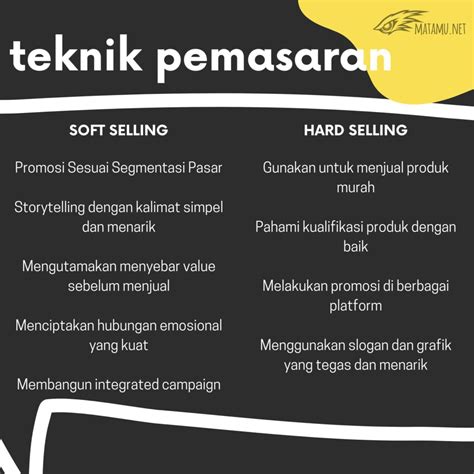 MATAMU.NET
teknik pemasaran
SOFT SELLING
Promosi Sesuai Segmentasi Pasar
Storytelling dengan kalimat simpel
dan menarik
Mengutamakan menyebar value
sebelum menjual
Menciptakan hubungan emosional
yang kuat
Membangun integrated campaign
HARD SELLING
Gunakan untuk menjual produk
murah
Pahami kualifikasi produk dengan
baik
Melakukan promosi di berbagai
platform
Menggunakan slogan dan grafik
yang tegas dan menarik